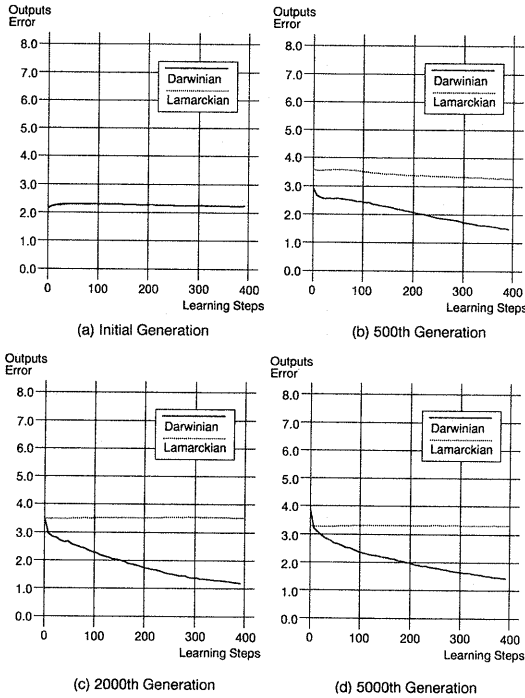 Outputs
Error
8.0
7.0
6.0
5.0
4.0
3.0
2.0
1.0
0.0
Darwinian
Lamarckian
0 100 200 300 400
Learning Steps
(a) Initial Generation
Outputs
Error
8.0
7.0
6.0
5.0
4.0
3.0
2.0
1.0
0.0
Darwinian
Lamarckian
0 100 200 300 400
Learning Steps
(b) 500th Generation
Outputs
Error
8.0
7.0
6.0
5.0
4.0
3.0
2.0
1.0
0.0
Darwinian
Lamarckian
0 100 200 300 400
Learning Steps
(c) 2000th Generation
Outputs
Error
8.0
7.0
6.0
5.0
4.0
3.0
2.0
1.0
0.0
Darwinian
Lamarckian
0 100 200 300 400
Learning Steps
(d) 5000th Generation